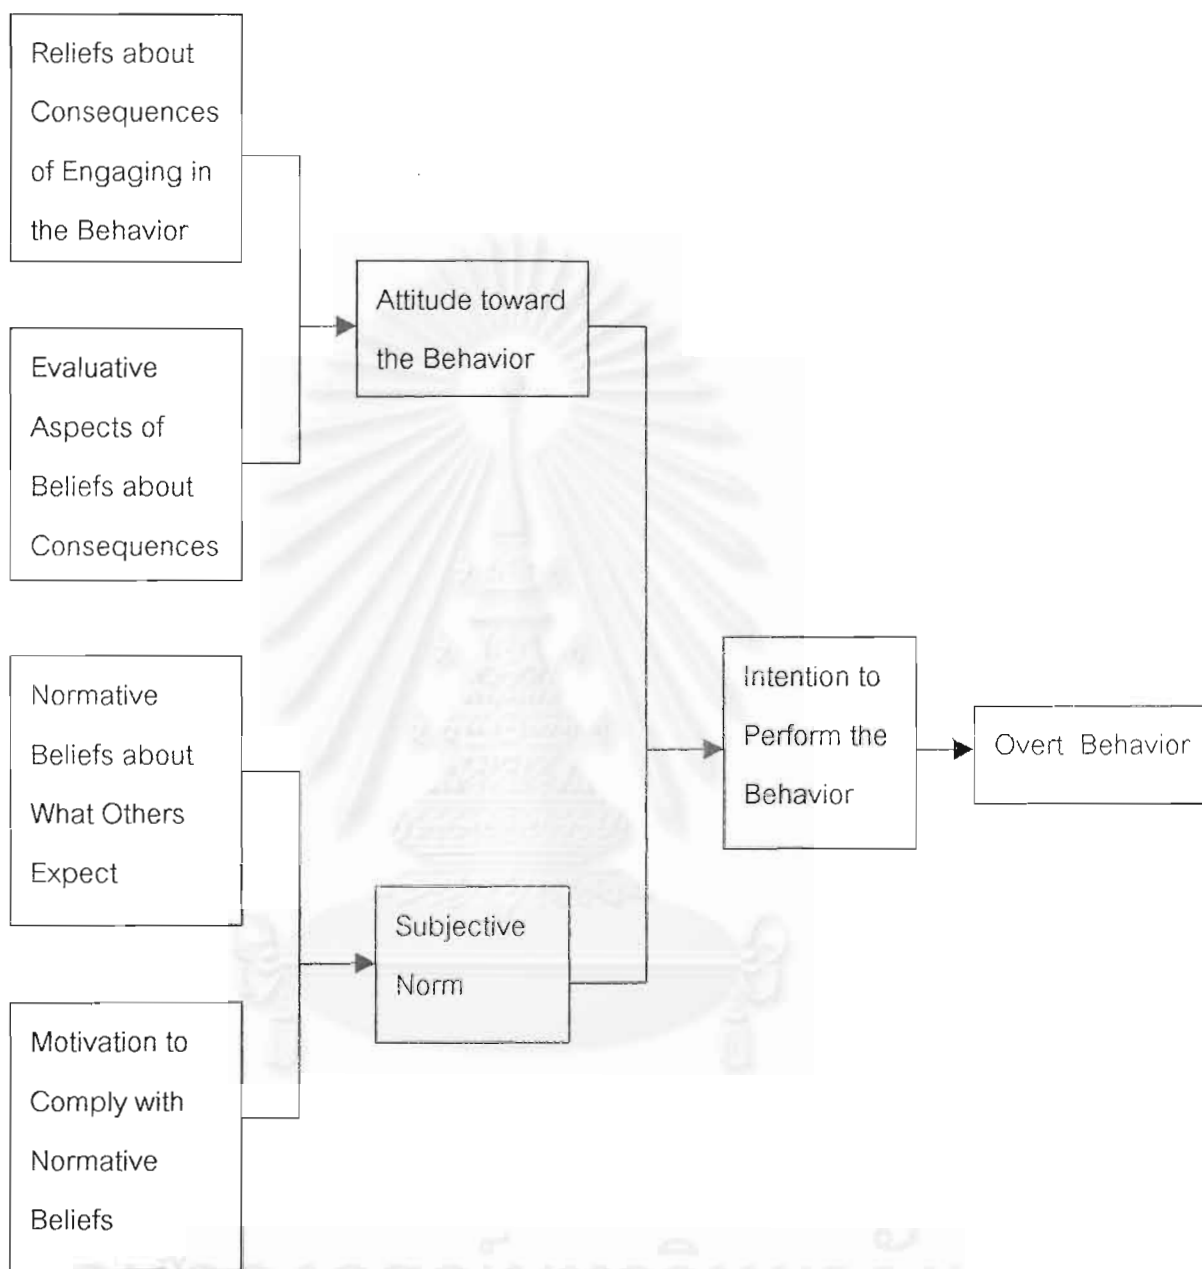 Reliefs about
Consequences
of Engaging in
the Behavior
Evaluative
Aspects of
Beliefs about
Consequences
Attitude toward
the Behavior
Normative
Beliefs about
What Others
Expect
Motivation to
Comply with
Normative
Beliefs
Subjective
Norm
Intention to
Perform the
Behavior
Overt Behavior